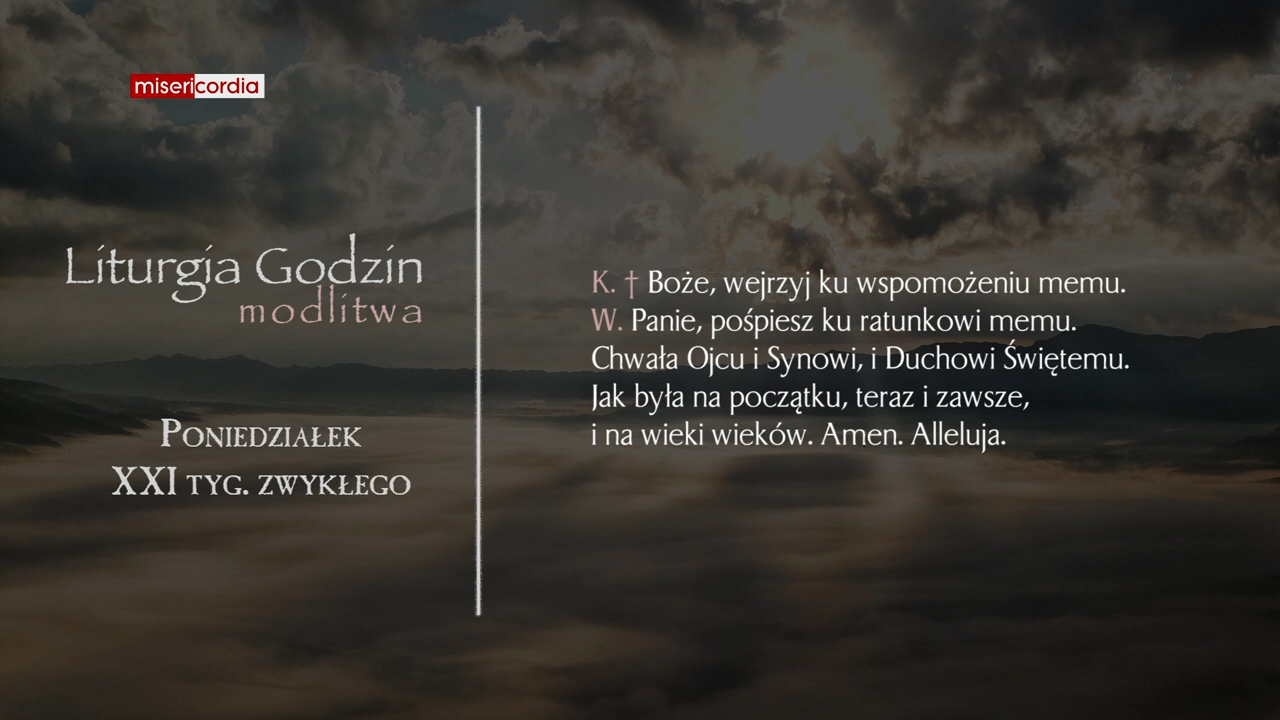 misericordia
Liturgia Godzin
modlitwa
Poniedziałek
XXI tyg. zwykłego
K. † Boże, wejrzyj ku wspomożeniu memu.
W. Panie, pośpiesz ku ratunkowi memu.
Chwała Ojcu i Synowi, i Duchowi Świętemu.
Jak była na początku, teraz i zawsze,
i na wieki wieków. Amen. Alleluja.